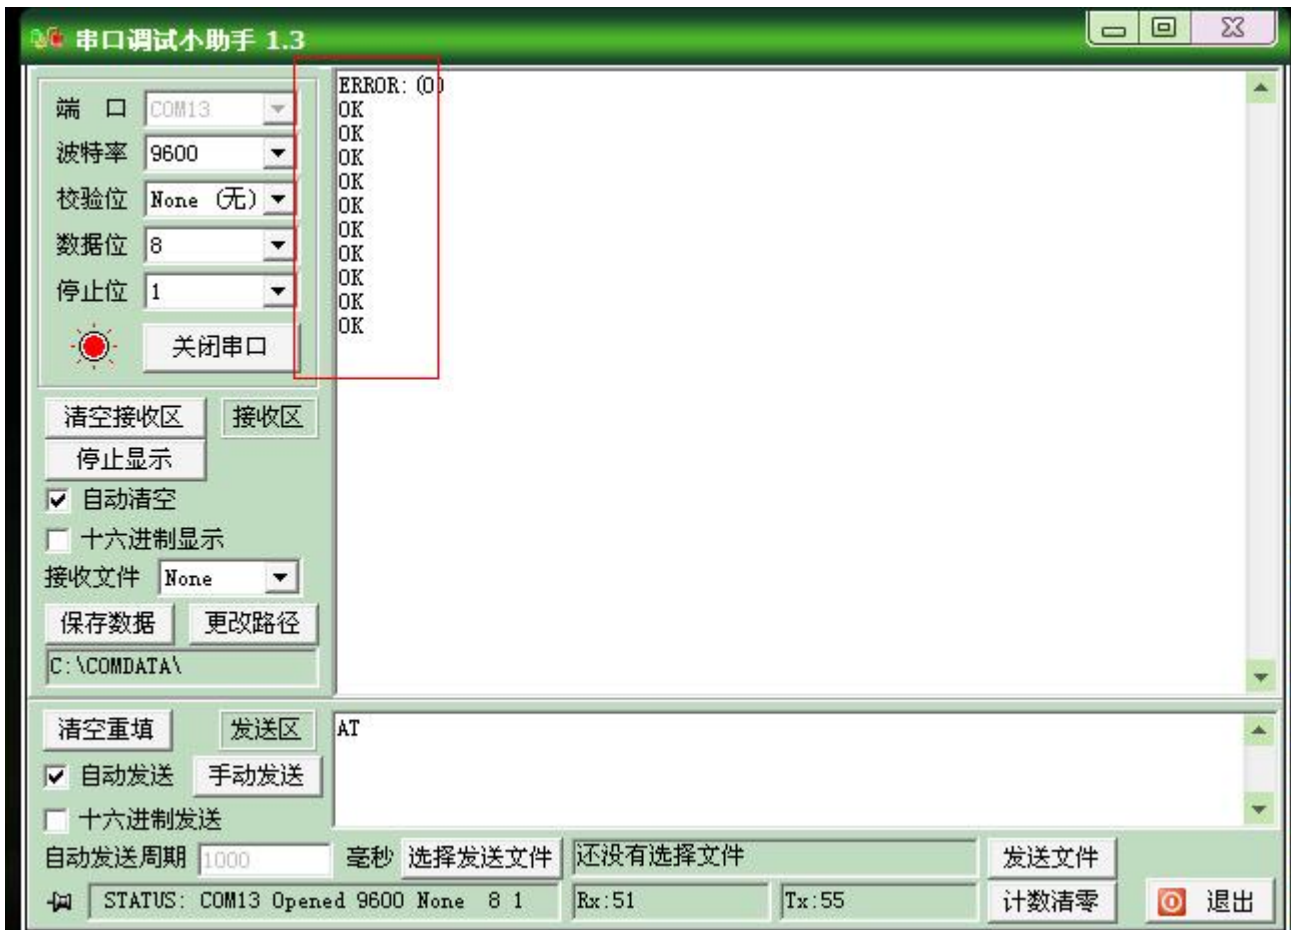 串口调试小助手 1.3
端 口 COM13
波特率 9600
校验位 None (无)
数据位 8
停止位 1
关闭串口
ERROR:(0)
OK
OK
OK
OK
OK
OK
OK
OK
OK
OK
清空接收区 接收区
停止显示
自动清空
十六进制显示
接收文件 None
保存数据 更改路径
C:\COMDATA\
清空重填 发送区
AT
自动发送 手动发送
十六进制发送
自动发送周期 1000 毫秒 选择发送文件 还没有选择文件 发送文件
STATUS: COM13 Opened 9600 None 8 1 Rx:51 Tx:55 计数清零 退出